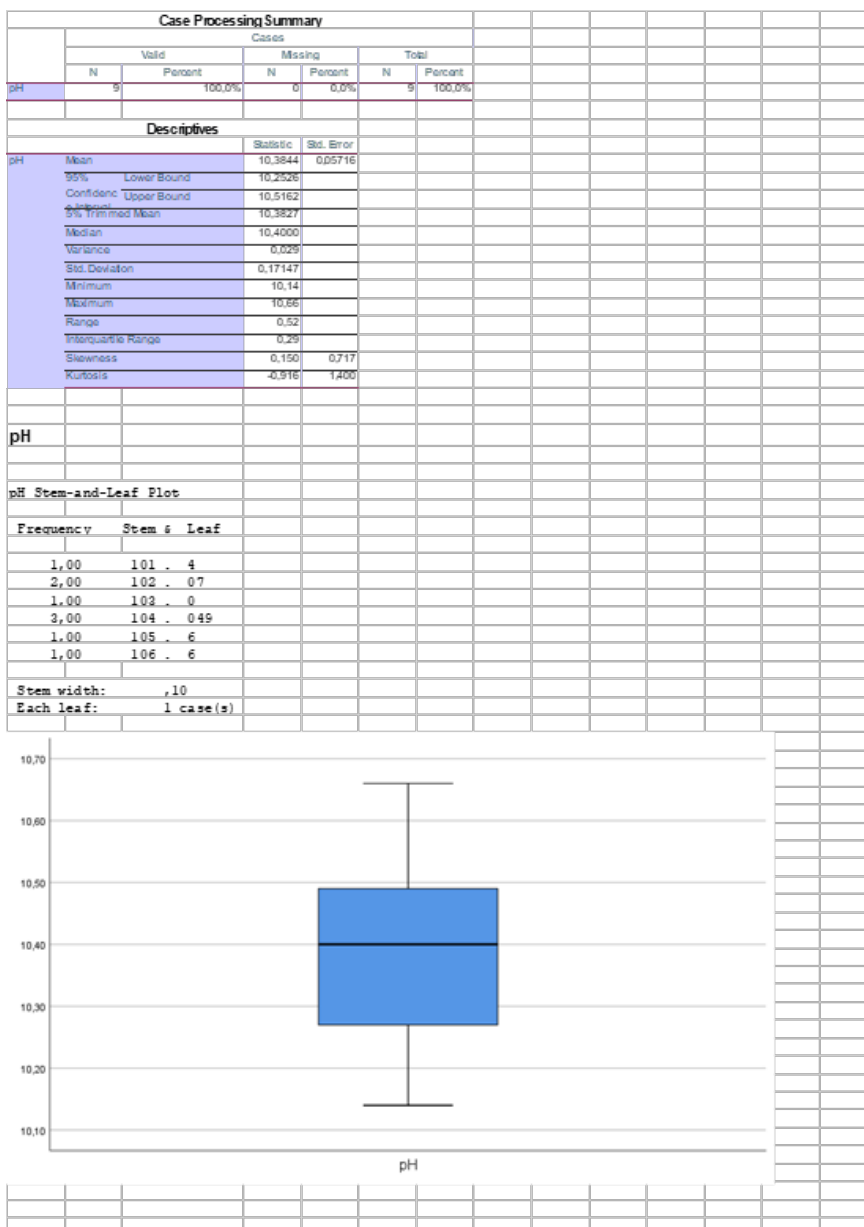 Case Processing Summary
Cases
Valid Missing Total
N Percent N Percent N Percent
pH 9 100,0% 0 0,0% 9 100,0%
Descriptives
Statistic Std. Error
pH Mean 10,3844 0,05716
95% Lower Bound 10,2526
Confidenc Upper Bound 10,5162
5% Trimmed Mean 10,3827
Median 10,4000
Variance 0,029
Std. Deviation 0,17147
Minimum 10,14
Maximum 10,66
Range 0,52
Interquartile Range 0,29
Skewness 0,150 0,717
Kurtosis -0,916 1,400
pH
pH Stem-and-Leaf Plot
Frequency Stem & Leaf
1,00 101 . 4
2,00 102 . 07
1,00 103 . 0
3,00 104 . 049
1,00 105 . 6
1,00 106 . 6
Stem width: ,10
Each leaf: 1 case(s)
10,70
10,60
10,50
10,40
10,30
10,20
10,10
pH